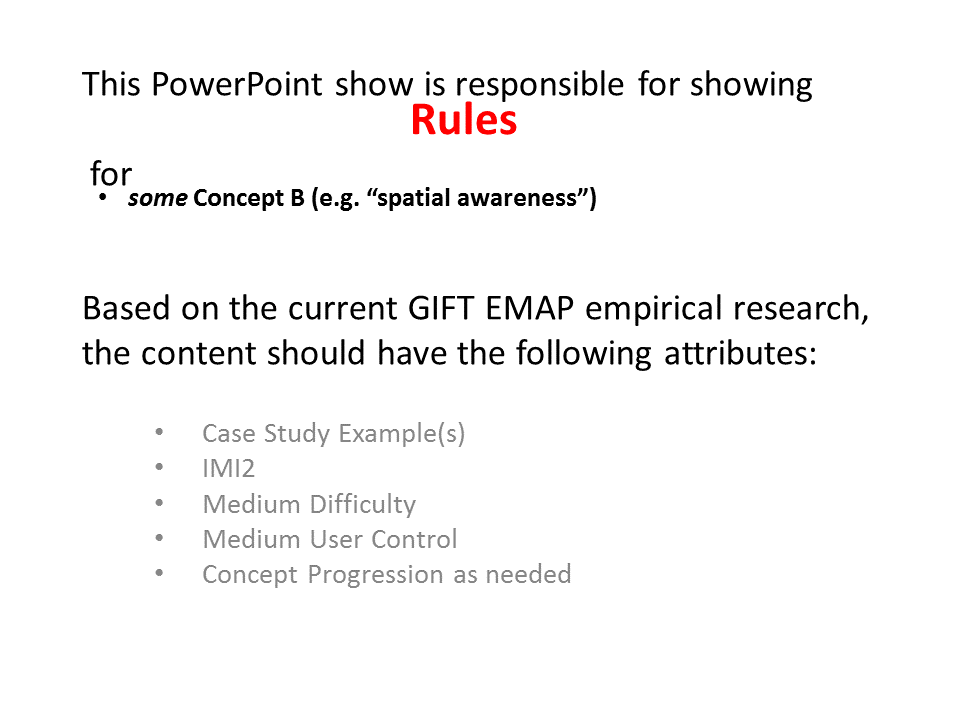 This PowerPoint show is responsible for showing
Rules
for
• some Concept B (e.g. “spatial awareness”)
Based on the current GIFT EMAP empirical research,
the content should have the following attributes:
• Case Study Example(s)
• IMI2
• Medium Difficulty
• Medium User Control
• Concept Progression as needed